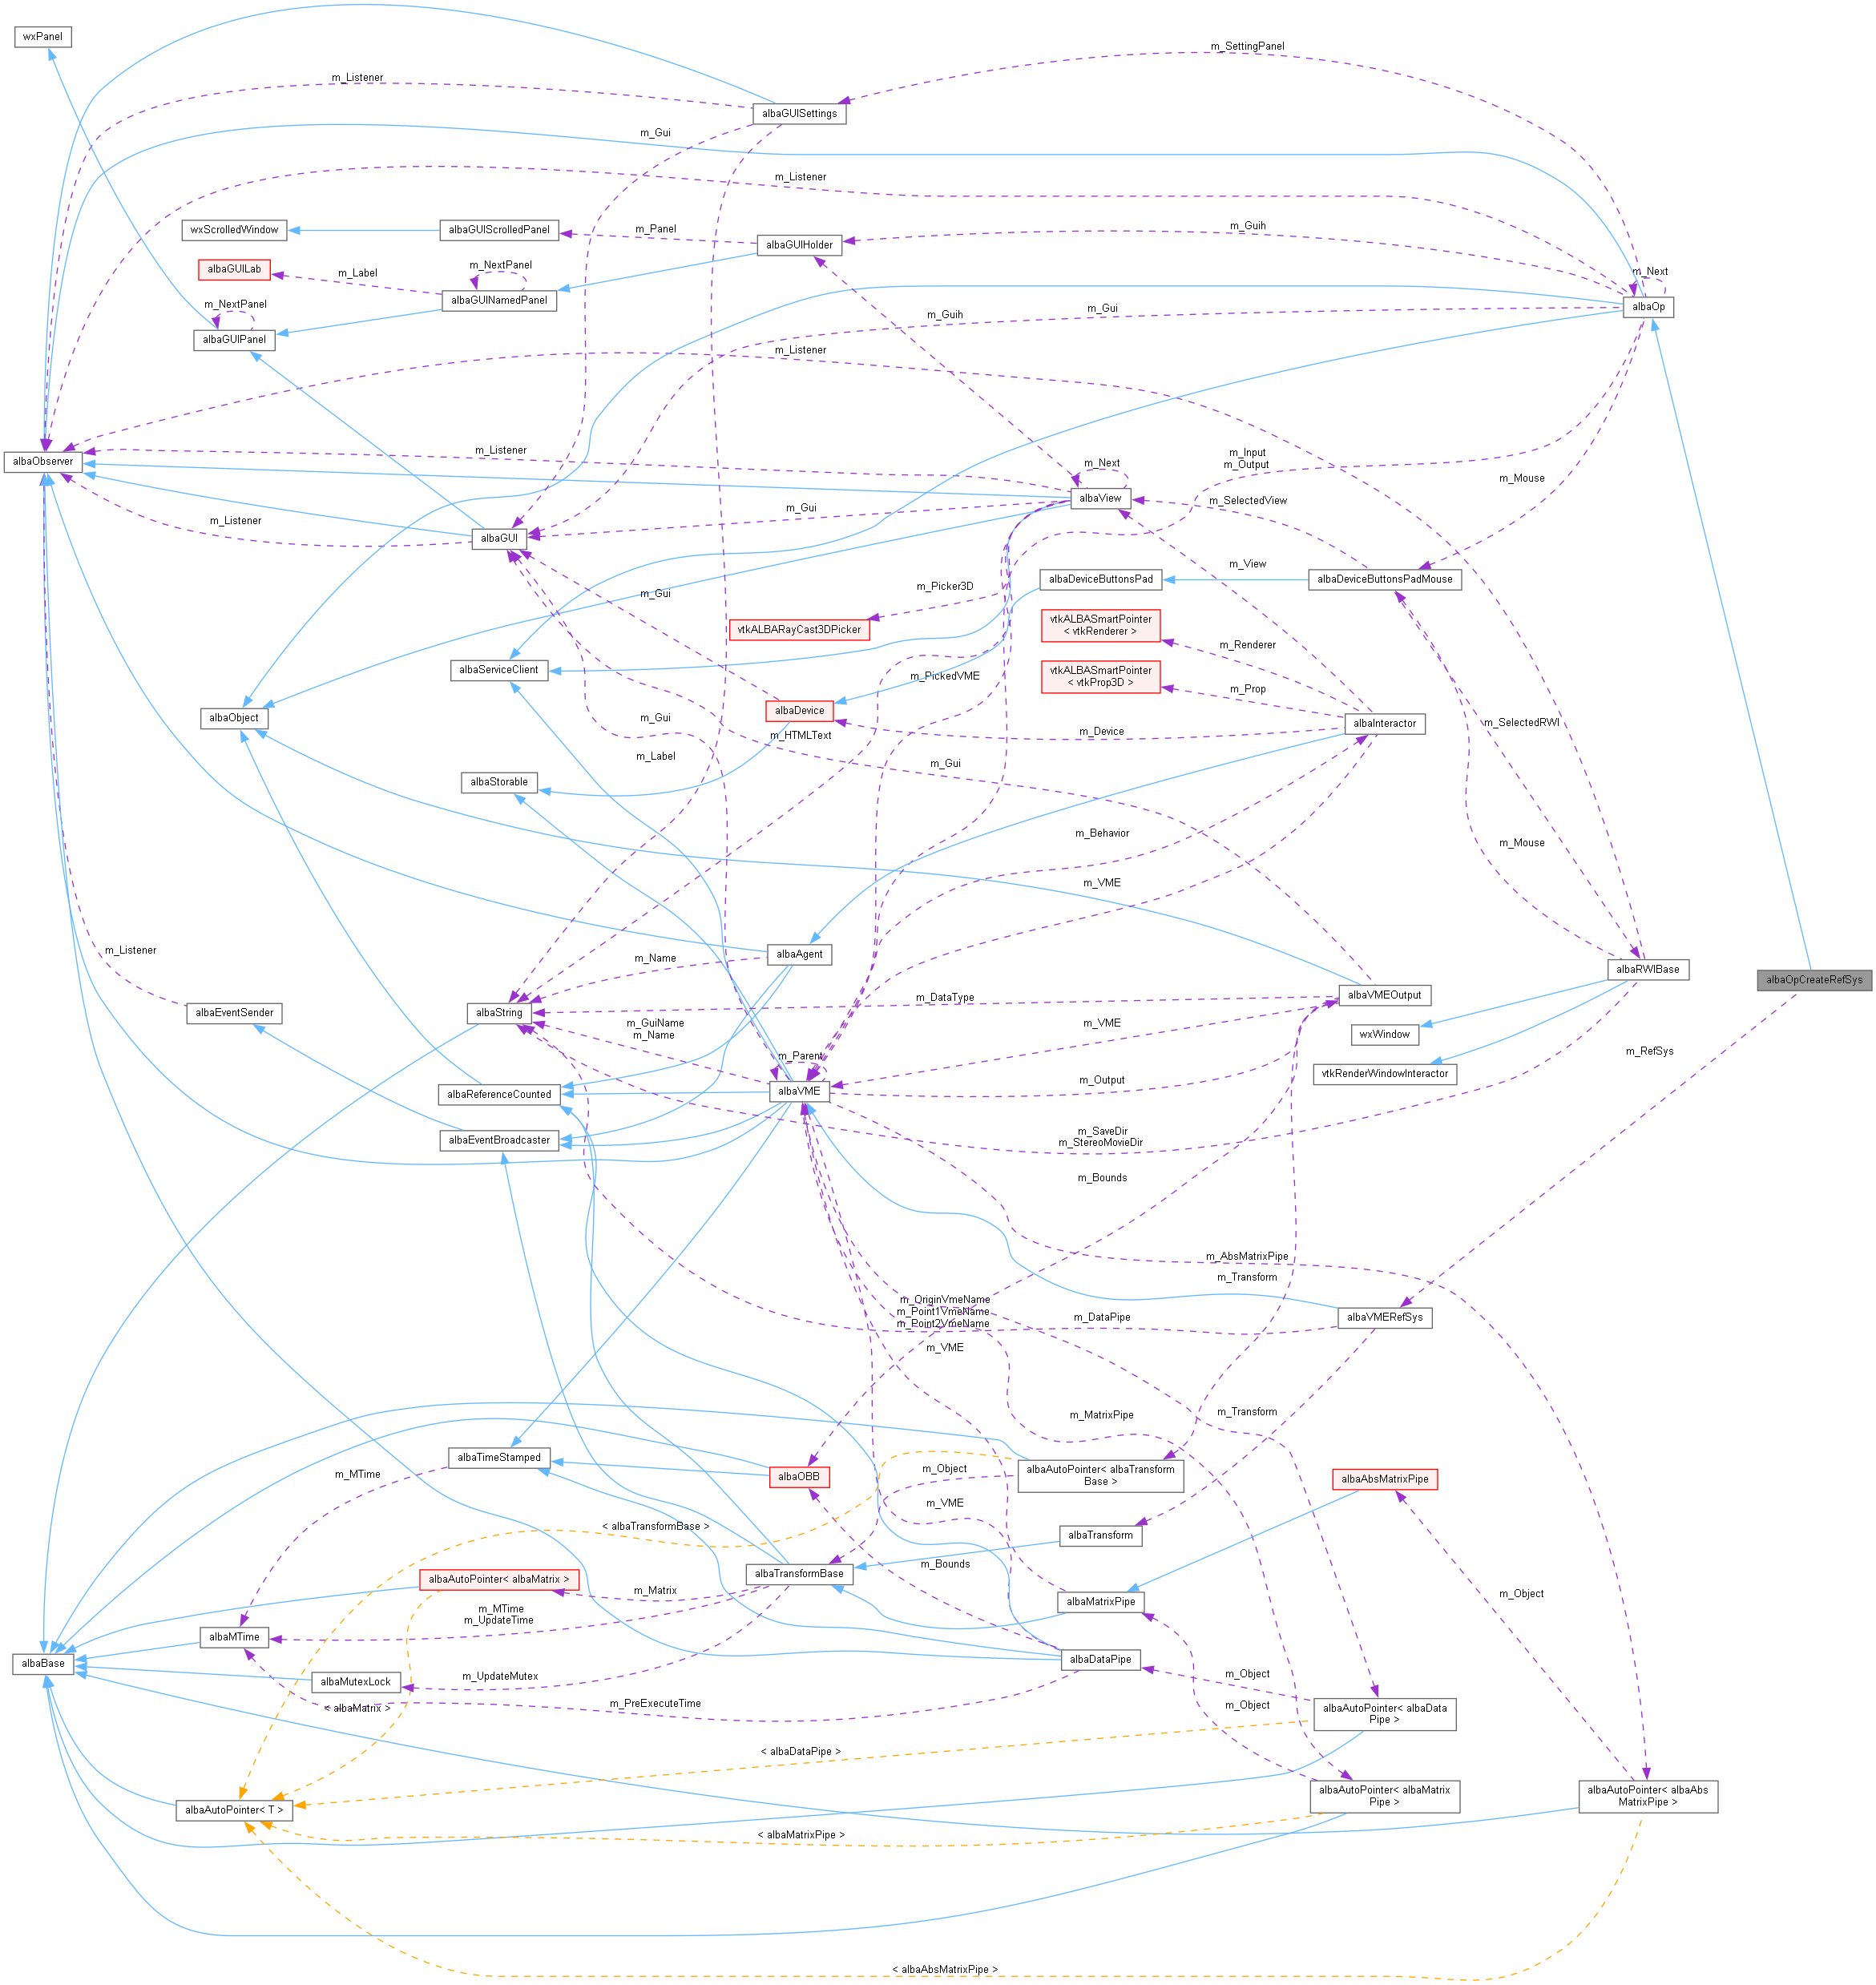 wxPanel
m_SettingPanel
m_Listener
albaGUISettings
m_Gui
m_Listener
wxScrolledWindow
albaGUIScrolledPanel
m_Panel
albaGUIHolder
m_Guih
albaGUILab
m_Label
m_NextPanel
albaGUINamedPanel
m_Next
albaOp
m_NextPanel
albaGUIPanel
m_Guih
m_Gui
m_Listener
albaObserver
m_Listener
m_Next
m_Input
m_Output
m_Mouse
albaView
m_SelectedView
m_Gui
m_Listener
albaGUI
m_View
albaDeviceButtonsPad
albaDeviceButtonsPadMouse
m_Picker3D
m_Gui
vtkALBARayCast3DPicker
vtkALBASmartPointer
< vtkRenderer >
m_Renderer
albaServiceClient
m_PickedVME
vtkALBASmartPointer
< vtkProp3D >
m_Prop
albaObject
m_Gui
albaDevice
m_HTMLText
m_Device
albaInteractor
m_SelectedRWI
m_Label
m_Gui
albaStorable
m_Behavior
m_Mouse
m_VME
m_Listener
m_Name
albaAgent
albaRWIBase
albaOpCreateRefSys
albaEventSender
albaString
m_DataType
albaVMEOutput
m_GuiName
m_Name
m_VME
wxWindow
m_RefSys
m_Parent
albaReferenceCounted
albaVME
m_Output
vtkRenderWindowInteractor
albaEventBroadcaster
m_SaveDir
m_StereoMovieDir
m_Bounds
m_AbsMatrixPipe
m_Transform
m_OriginVmeName
m_Point1VmeName
m_Point2VmeName
m_DataPipe
albaVMERefSys
m_VME
m_MatrixPipe
m_Transform
albaTimeStamped
m_MTime
albaOBB
m_Object
albaAutoPointer< albaTransform
Base >
albaAbsMatrixPipe
m_VME
< albaTransformBase >
albaTransform
m_Bounds
albaAutoPointer< albaMatrix >
m_Matrix
albaTransformBase
albaMatrixPipe
m_Object
m_MTime
m_UpdateTime
albaMTime
albaBase
m_UpdateMutex
albaMutexLock
albaDataPipe
m_Object
< albaMatrix >
m_PreExecuteTime
m_Object
albaAutoPointer< albaData
Pipe >
< albaDataPipe >
albaAutoPointer< T >
albaAutoPointer< albaMatrix
Pipe >
albaAutoPointer< albaAbs
MatrixPipe >
< albaMatrixPipe >
< albaAbsMatrixPipe >